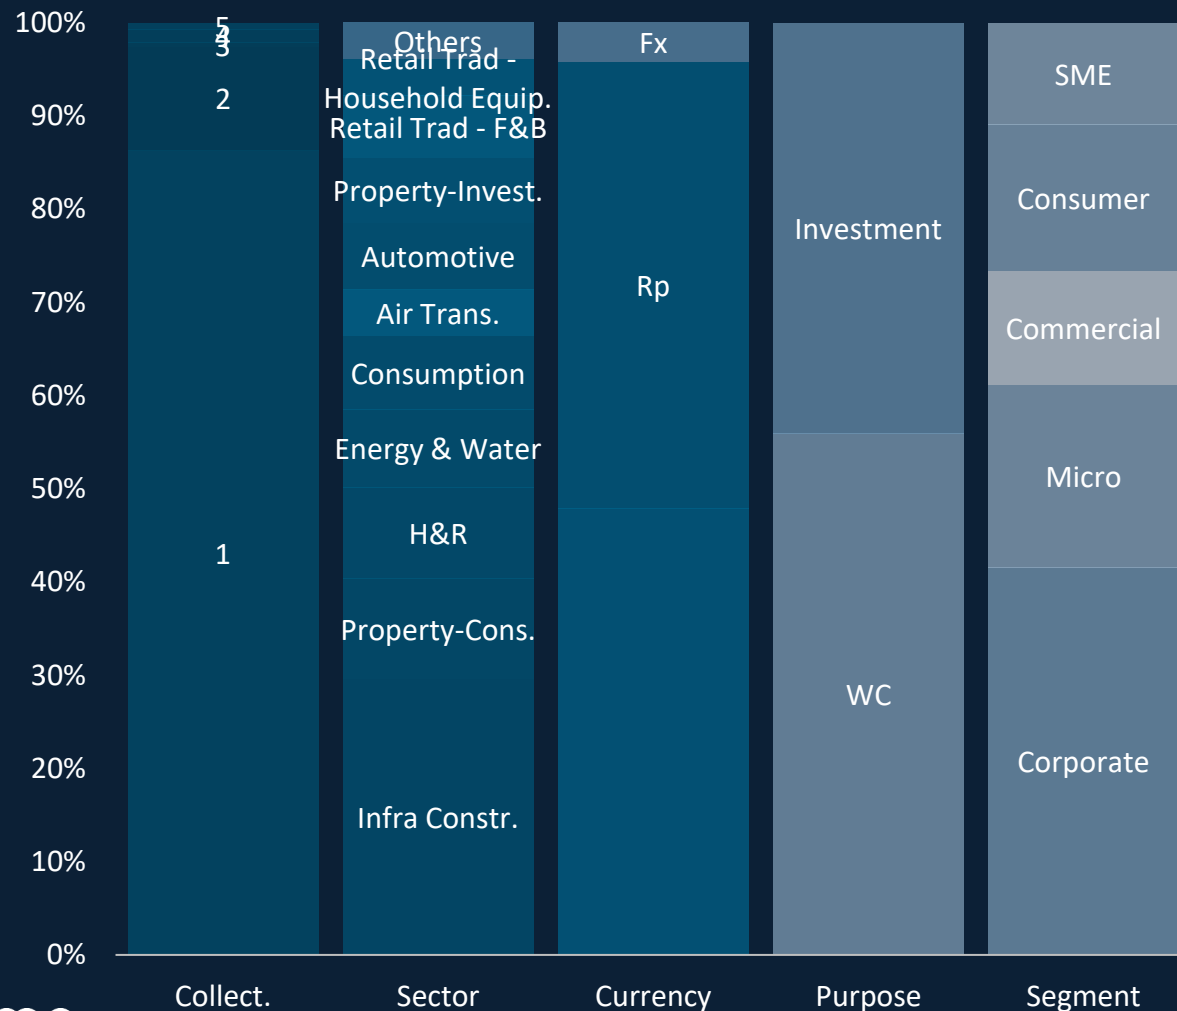 100%
90%
80%
70%
60%
50%
40%
30%
20%
10%
0%
5
4
3
2
1
Others
Retail Trad -
Household Equip.
Retail Trad - F&B
Property-Invest.
Automotive
Air Trans.
Consumption
Energy & Water
H&R
Property-Cons.
Infra Constr.
Fx
Rp
Investment
WC
SME
Consumer
Commercial
Micro
Corporate
Collect.
Sector
Currency
Purpose
Segment